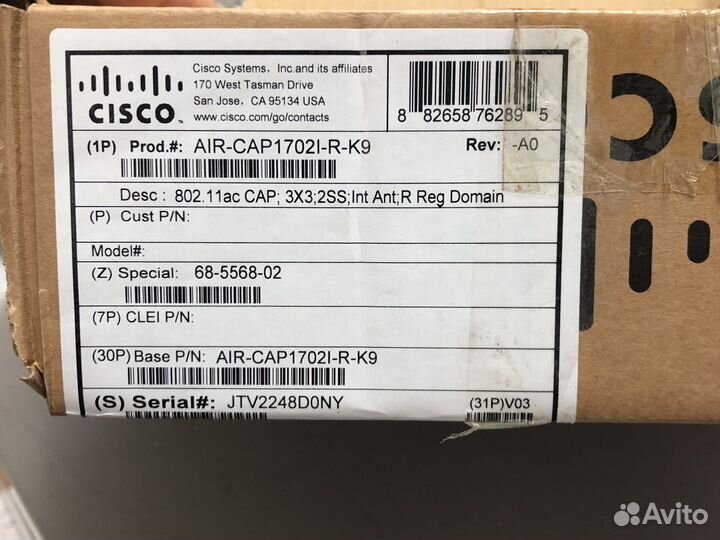 Cisco Systems, Inc.and its affiliates
170 West Tasman Drive
San Jose, CA 95134 USA
www.cisco.com/go/contacts
CISCO
8 82658 76289 5
(1P) Prod.#: AIR-CAP1702I-R-K9 Rev: -A0
Desc : 802.11ac CAP; 3X3;2SS;Int Ant;R Reg Domain
(P) Cust P/N:
Model#:
(Z) Special: 68-5568-02
(7P) CLEI P/N:
(30P) Base P/N: AIR-CAP1702I-R-K9
(S) Serial#: JTV2248D0NY (31P)V03
SC
Avito